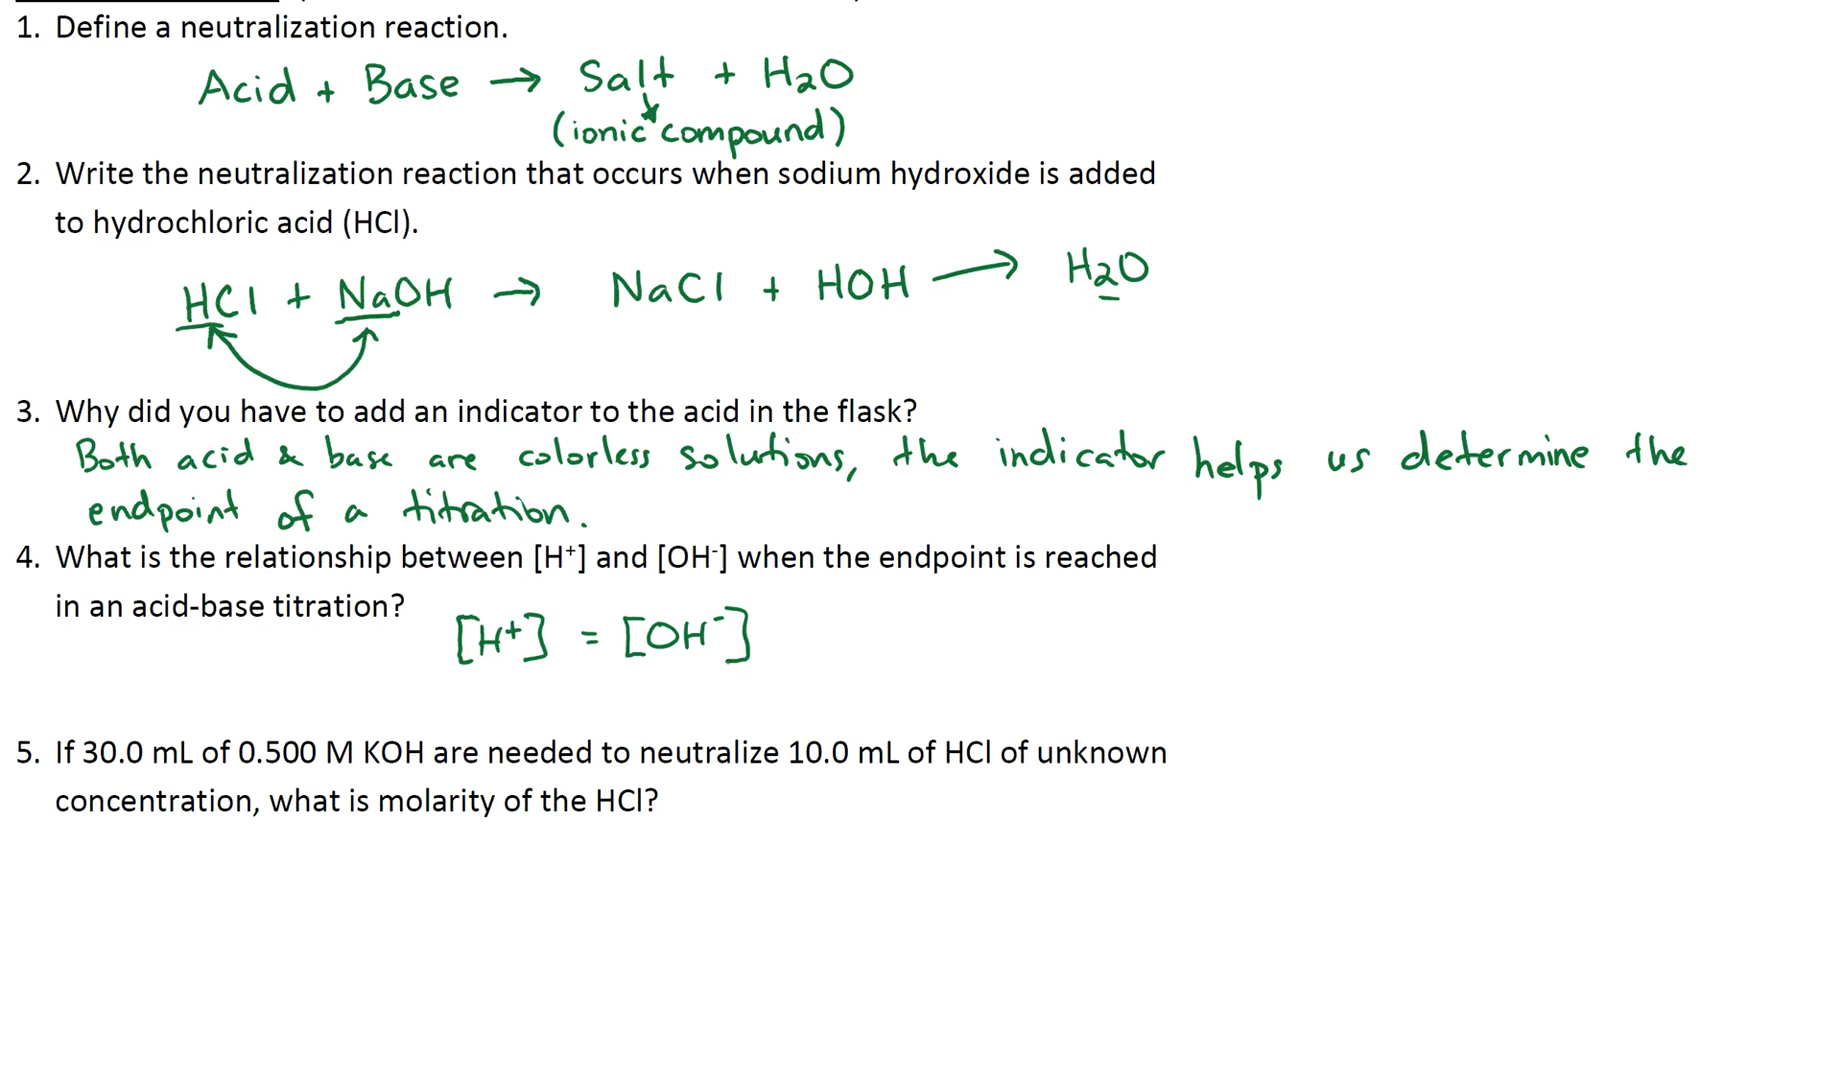 1. Define a neutralization reaction.
Acid + Base → Salt + H₂O
(ionic compound)
2. Write the neutralization reaction that occurs when sodium hydroxide is added
to hydrochloric acid (HCl).
HCl + NaOH → NaCl + HOH → H₂O
3. Why did you have to add an indicator to the acid in the flask?
Both acid & base are colorless solutions, the indicator helps us determine the
endpoint of a titration.
4. What is the relationship between [H⁺] and [OH⁻] when the endpoint is reached
in an acid-base titration?
[H⁺] = [OH⁻]
5. If 30.0 mL of 0.500 M KOH are needed to neutralize 10.0 mL of HCl of unknown
concentration, what is molarity of the HCl?